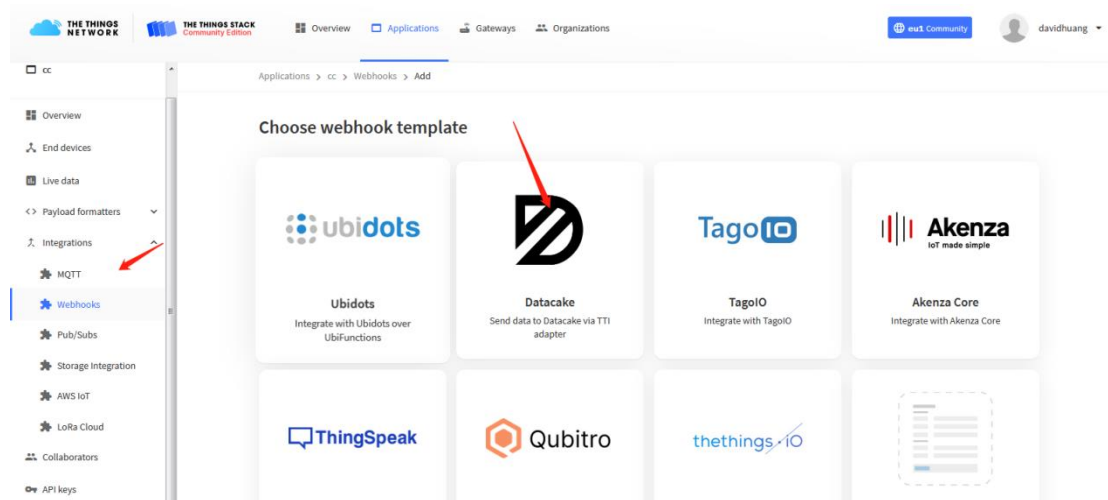 THE THINGS NETWORK
THE THINGS STACK
Community Edition
Overview
Applications
Gateways
Organizations
eu1 Community
davidhuang
cc
Applications > cc > Webhooks > Add
Overview
End devices
Live data
<> Payload formatters
Integrations
MQTT
Webhooks
Pub/Subs
Storage Integration
AWS IoT
LoRa Cloud
Collaborators
API keys
Choose webhook template
ubidots
Ubidots
Integrate with Ubidots over
UbiFunctions
Datacake
Send data to Datacake via TTI
adapter
Tago IO
TagoIO
Integrate with TagoIO
Akenza
IoT made simple
Akenza Core
Integrate with Akenza Core
ThingSpeak
Qubitro
thethings.iO